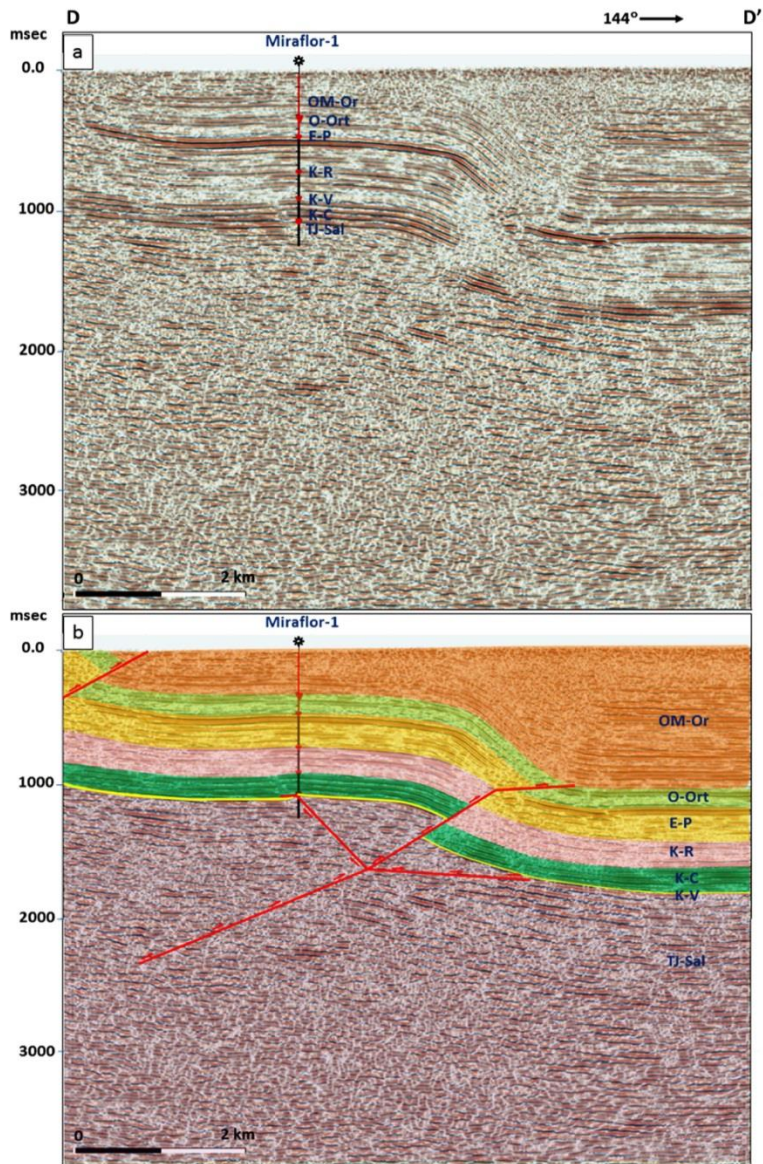 D 144° D'
msec
a
Miraflor-1
0.0
OM-Or
O-Ort
E-P
K-R
K-V
1000
K-C
TJ-Sal
2000
3000
0 2 km
msec
b
Miraflor-1
0.0
OM-Or
O-Ort
1000
E-P
K-R
K-C
K-V
2000
TJ-Sal
3000
0 2 km